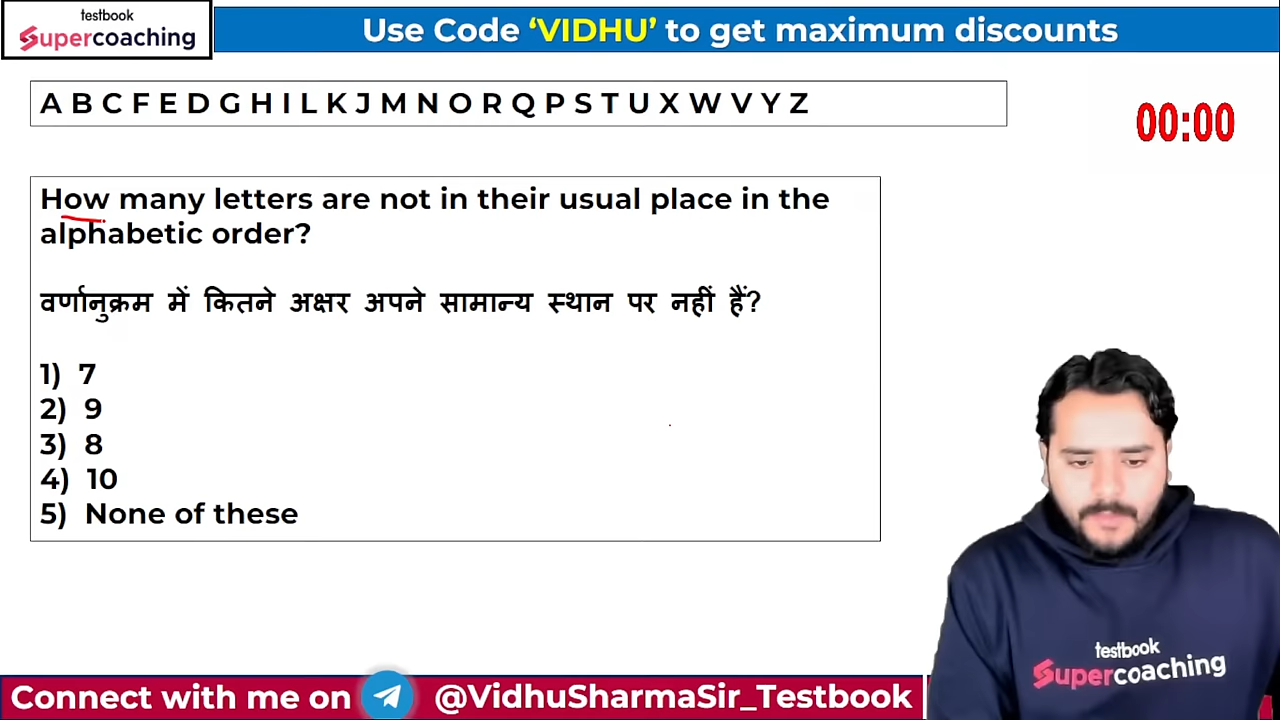 testbook
Supercoaching
Use Code ‘VIDHU’ to get maximum discounts
A B C F E D G H I L K J M N O R Q P S T U X W V Y Z
00:00
How many letters are not in their usual place in the
alphabetic order?
वर्णानुक्रम में कितने अक्षर अपने सामान्य स्थान पर नहीं हैं?
1) 7
2) 9
3) 8
4) 10
5) None of these
testbook
Supercoaching
Connect with me on @VidhuSharmaSir_Testbook